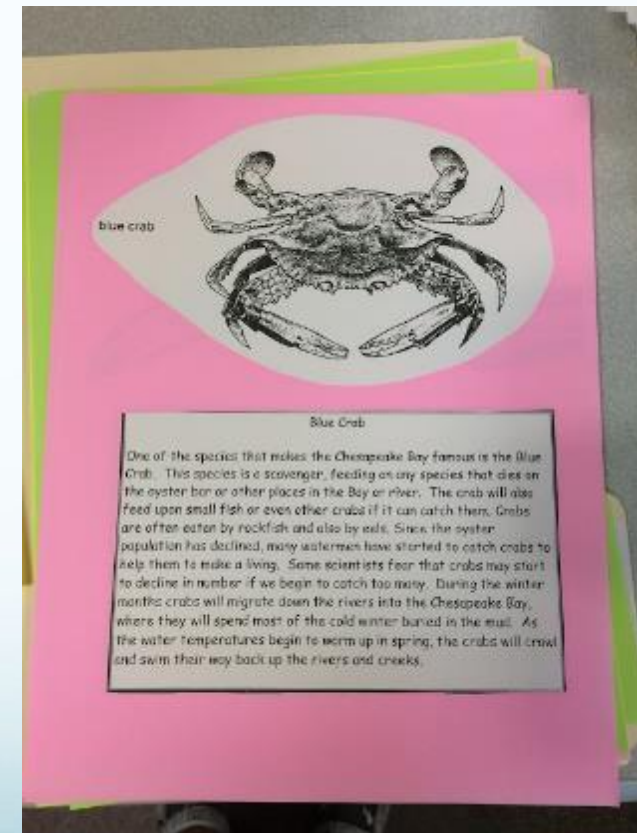 blue crab
Blue Crab
One of the species that makes the Chesapeake Bay famous is the Blue
Crab. This species is a scavenger, feeding on any species that dies on
the oyster bar or other places in the Bay or river. The crab will also
feed upon small fish or even other crabs if it can catch them. Crabs
are often eaten by rockfish and also by eels. Since the oyster
population has declined, many watermen have started to catch crabs to
help them to make a living. Some scientists fear that crabs may start
to decline in number if we begin to catch too many. During the winter
months crabs will migrate down the rivers into the Chesapeake Bay,
where they will spend most of the cold winter buried in the mud. As
the water temperatures begin to warm up in spring, the crabs will crawl
and swim their way back up the rivers and creeks.